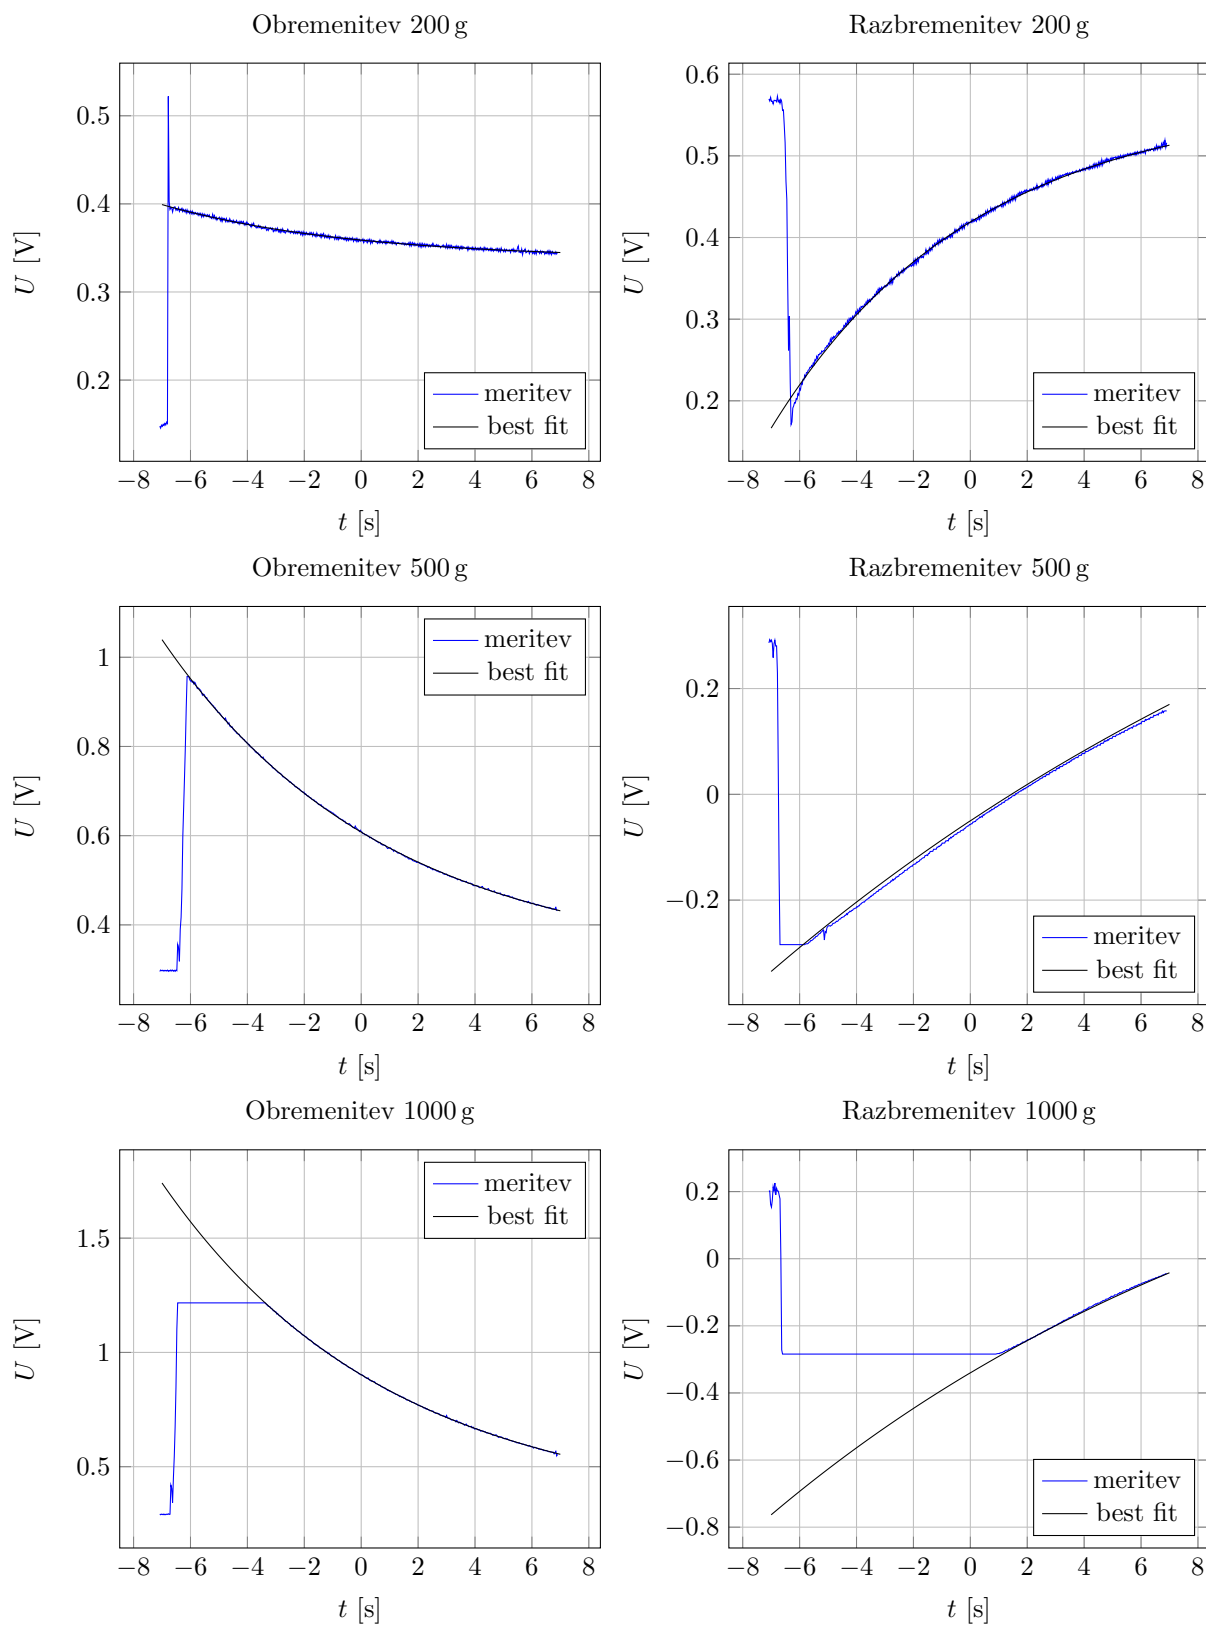 Obremenitev 200 g
0.5
0.4
0.3
0.2
U [V]
−8 −6 −4 −2 0 2 4 6 8
t [s]
meritev
best fit
Razbremenitev 200 g
0.6
0.5
0.4
0.3
0.2
U [V]
−8 −6 −4 −2 0 2 4 6 8
t [s]
meritev
best fit
Obremenitev 500 g
1
0.8
0.6
0.4
U [V]
−8 −6 −4 −2 0 2 4 6 8
t [s]
meritev
best fit
Razbremenitev 500 g
0.2
0
−0.2
U [V]
−8 −6 −4 −2 0 2 4 6 8
t [s]
meritev
best fit
Obremenitev 1000 g
1.5
1
0.5
U [V]
−8 −6 −4 −2 0 2 4 6 8
t [s]
meritev
best fit
Razbremenitev 1000 g
0.2
0
−0.2
−0.4
−0.6
−0.8
U [V]
−8 −6 −4 −2 0 2 4 6 8
t [s]
meritev
best fit